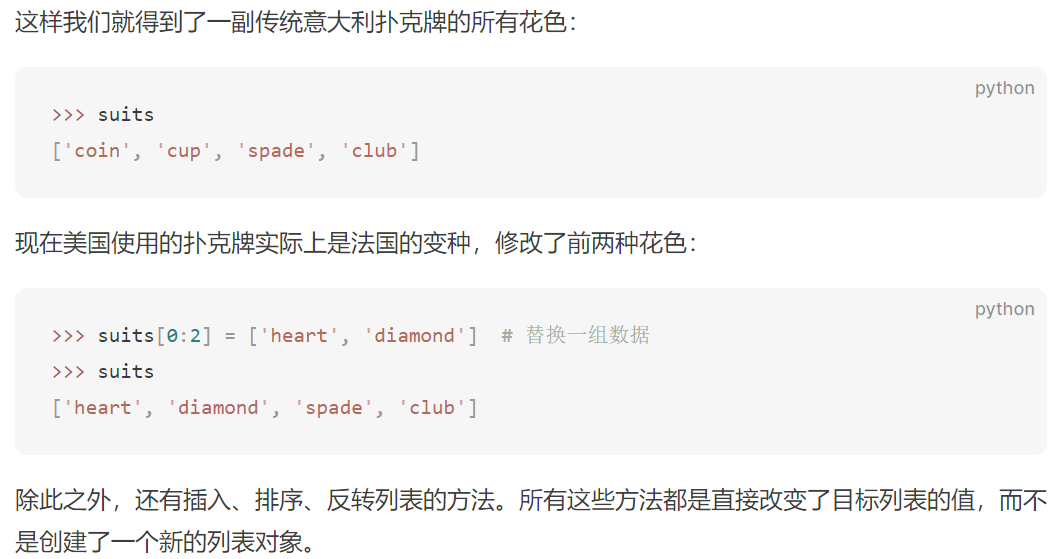 这样我们就得到了一副传统意大利扑克牌的所有花色：
python
>>> suits
['coin', 'cup', 'spade', 'club']
现在美国使用的扑克牌实际上是法国的变种，修改了前两种花色：
python
>>> suits[0:2] = ['heart', 'diamond']  # 替换一组数据
>>> suits
['heart', 'diamond', 'spade', 'club']
除此之外，还有插入、排序、反转列表的方法。所有这些方法都是直接改变了目标列表的值，而不
是创建了一个新的列表对象。